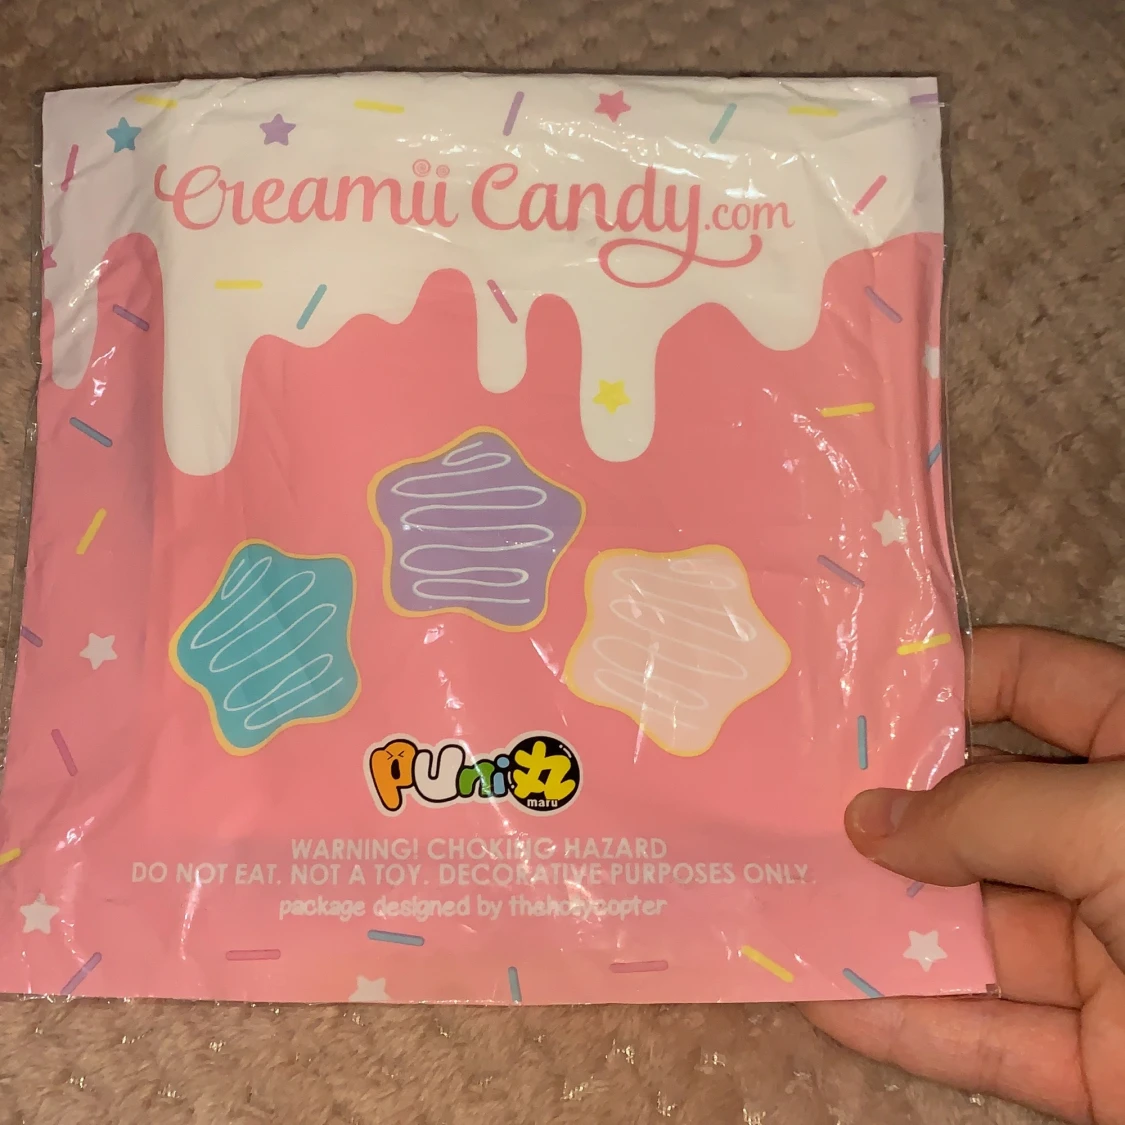 Creamii Candy.com
PUni丸
maru
WARNING! CHOKING HAZARD
DO NOT EAT. NOT A TOY. DECORATIVE PURPOSES ONLY.
package designed by theholycopter